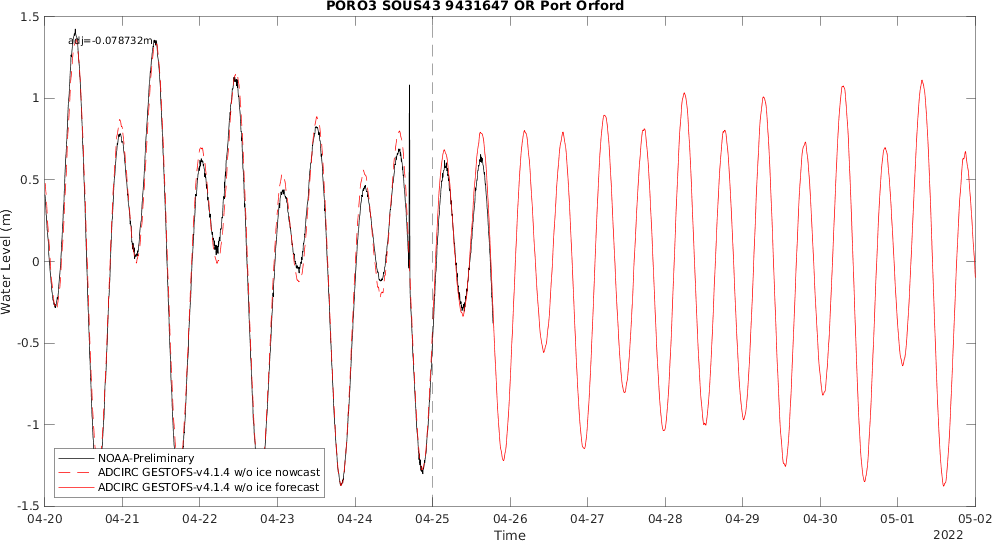 PORO3 SOUS43 9431647 OR Port Orford
adj=-0.078732m
1.5
1
0.5
0
-0.5
-1
-1.5
Water Level (m)
NOAA-Preliminary
ADCIRC GESTOFS-v4.1.4 w/o ice nowcast
ADCIRC GESTOFS-v4.1.4 w/o ice forecast
04-20 04-21 04-22 04-23 04-24 04-25 04-26 04-27 04-28 04-29 04-30 05-01 05-02
Time
2022